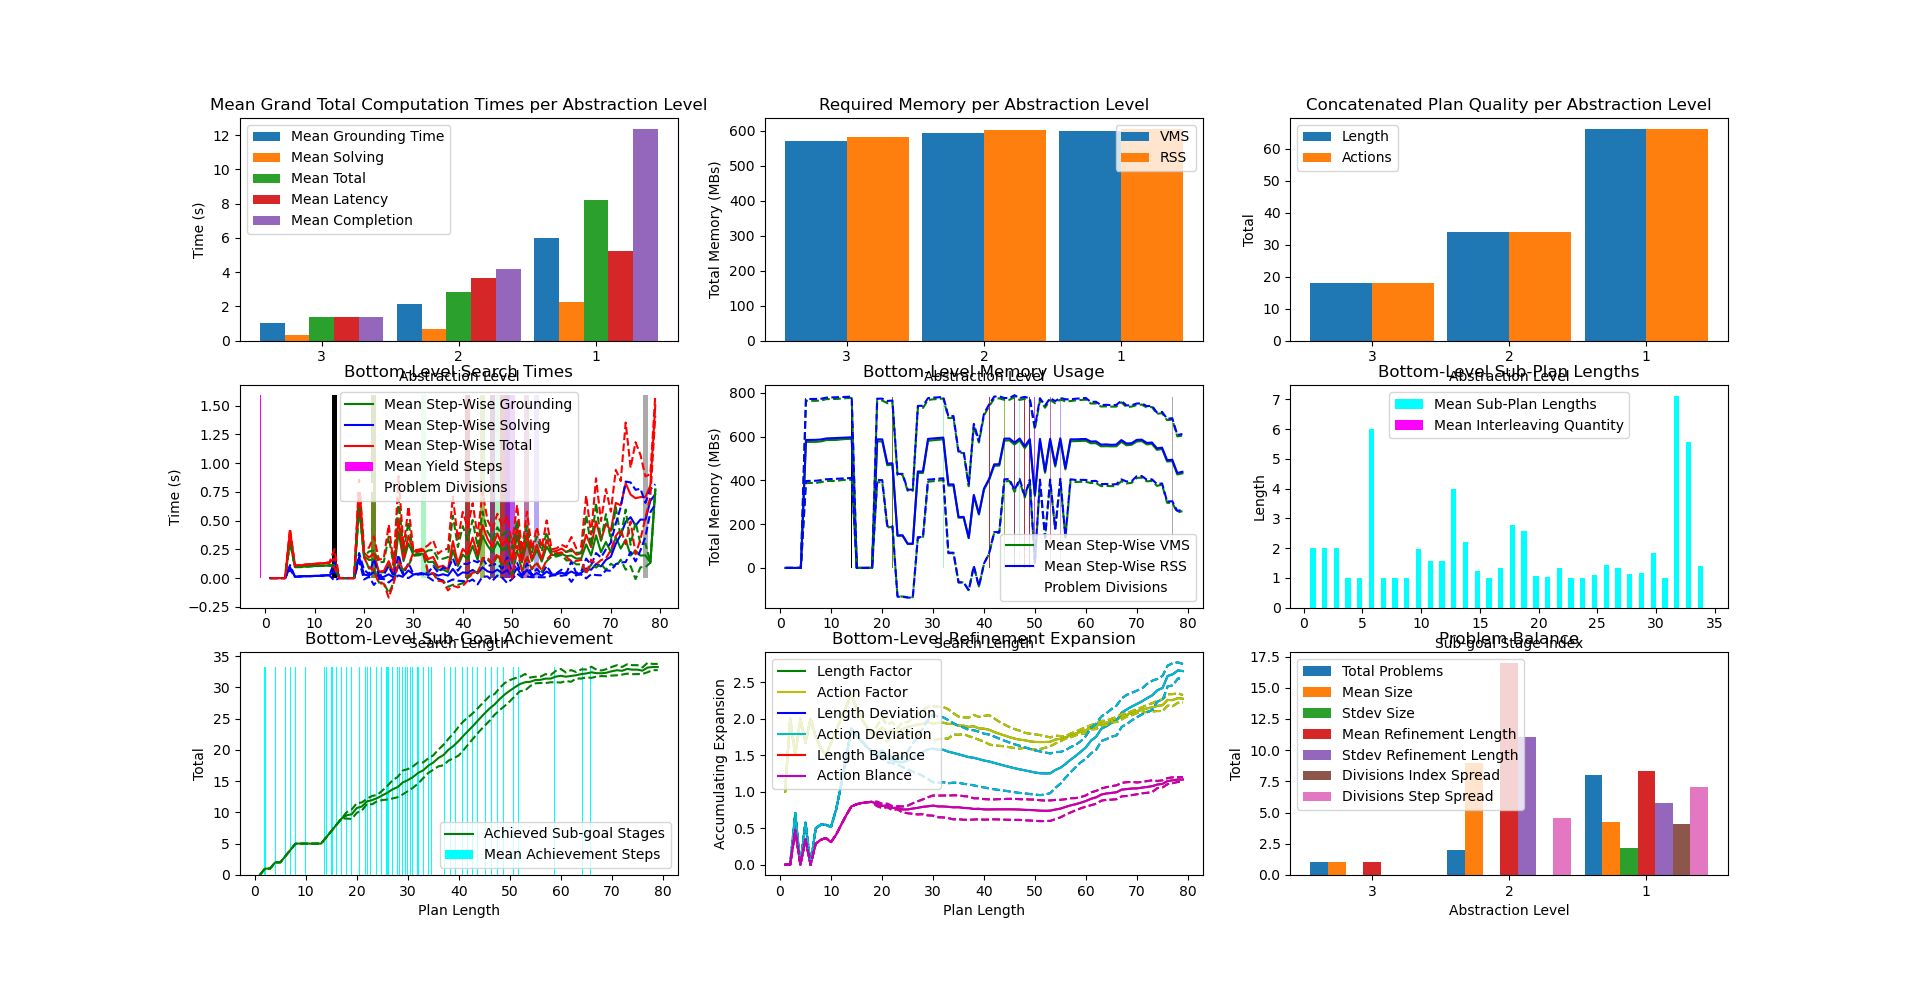 Mean Grand Total Computation Times per Abstraction Level
Time (s)
12
10
8
6
4
2
0
Mean Grounding Time
Mean Solving
Mean Total
Mean Latency
Mean Completion
3 2 1
Abstraction Level
Required Memory per Abstraction Level
Total Memory (MBs)
600
500
400
300
200
100
0
VMS
RSS
3 2 1
Abstraction Level
Concatenated Plan Quality per Abstraction Level
Total
60
50
40
30
20
10
0
Length
Actions
3 2 1
Abstraction Level
Bottom-Level Search Times
Time (s)
1.50
1.25
1.00
0.75
0.50
0.25
0.00
−0.25
Mean Step-Wise Grounding
Mean Step-Wise Solving
Mean Step-Wise Total
Mean Yield Steps
Problem Divisions
0 10 20 30 40 50 60 70 80
Search Length
Bottom-Level Memory Usage
Total Memory (MBs)
800
600
400
200
0
Mean Step-Wise VMS
Mean Step-Wise RSS
Problem Divisions
0 10 20 30 40 50 60 70 80
Search Length
Bottom-Level Sub-Plan Lengths
Length
7
6
5
4
3
2
1
0
Mean Sub-Plan Lengths
Mean Interleaving Quantity
0 5 10 15 20 25 30 35
Sub-goal Stage Index
Bottom-Level Sub-Goal Achievement
Total
35
30
25
20
15
10
5
0
Achieved Sub-goal Stages
Mean Achievement Steps
0 10 20 30 40 50 60 70 80
Plan Length
Bottom-Level Refinement Expansion
Accumulating Expansion
2.5
2.0
1.5
1.0
0.5
0.0
Length Factor
Action Factor
Length Deviation
Action Deviation
Length Balance
Action Blance
0 10 20 30 40 50 60 70 80
Plan Length
Problem Balance
Total
17.5
15.0
12.5
10.0
7.5
5.0
2.5
0.0
Total Problems
Mean Size
Stdev Size
Mean Refinement Length
Stdev Refinement Length
Divisions Index Spread
Divisions Step Spread
3 2 1
Abstraction Level